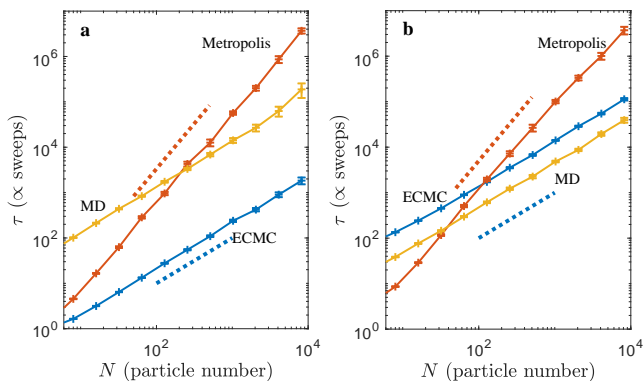 a
Metropolis
MD
ECMC
10^6
10^4
10^2
10^0
τ (∝ sweeps)
10^2
10^4
N (particle number)
b
Metropolis
ECMC
MD
10^6
10^4
10^2
10^0
τ (∝ sweeps)
10^2
10^4
N (particle number)